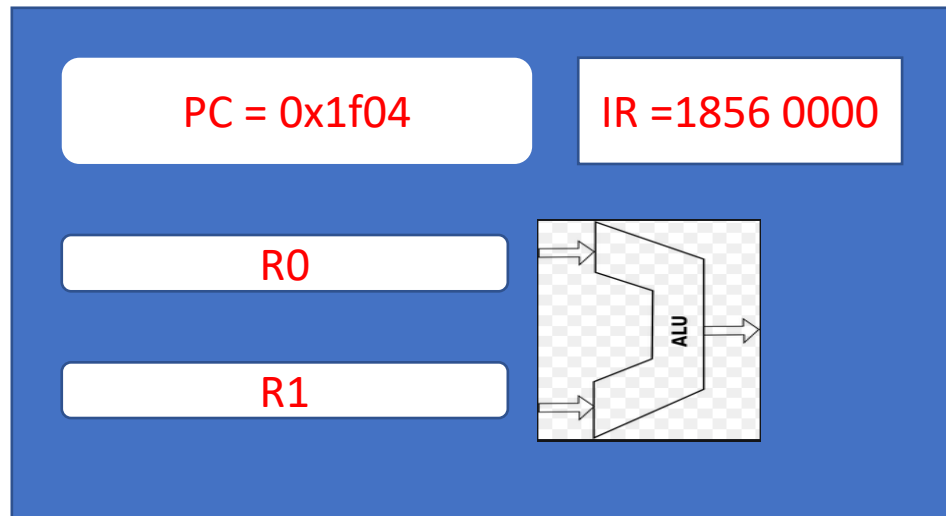 PC = 0x1f04
IR =1856 0000
R0
R1
ALU